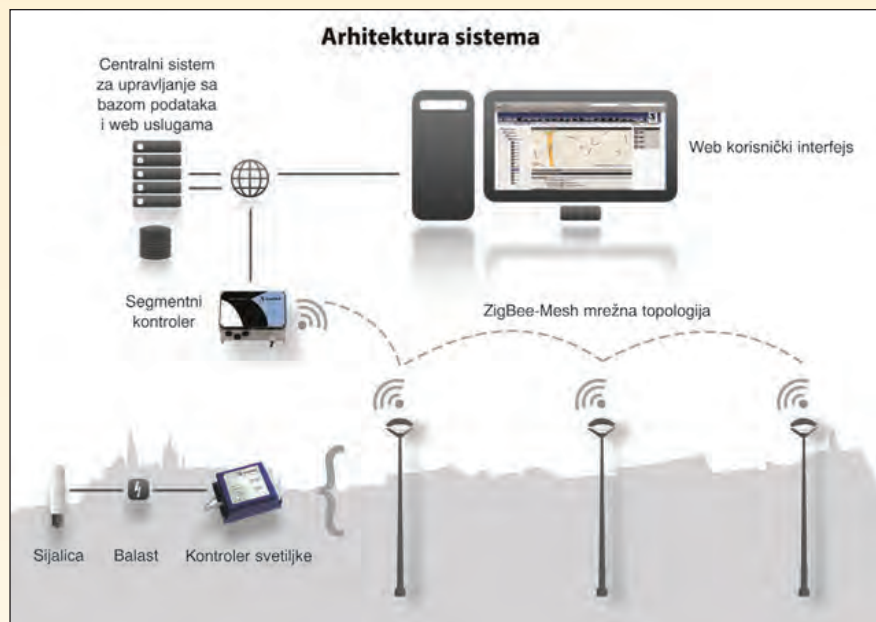 Arhitektura sistema
Centralni sistem
za upravljanje sa
bazom podataka
i web uslugama
Web korisnički interfejs
Segmentni
kontroler
ZigBee-Mesh mrežna topologija
Sijalica
Balast
Kontroler svetiljke